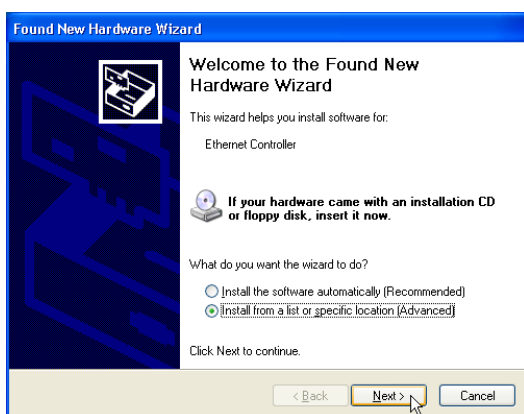 Found New Hardware Wizard
Welcome to the Found New
Hardware Wizard
This wizard helps you install software for:
Ethernet Controller
If your hardware came with an installation CD
or floppy disk, insert it now.
What do you want the wizard to do?
Install the software automatically (Recommended)
Install from a list or specific location (Advanced)
Click Next to continue.
< Back
Next >
Cancel